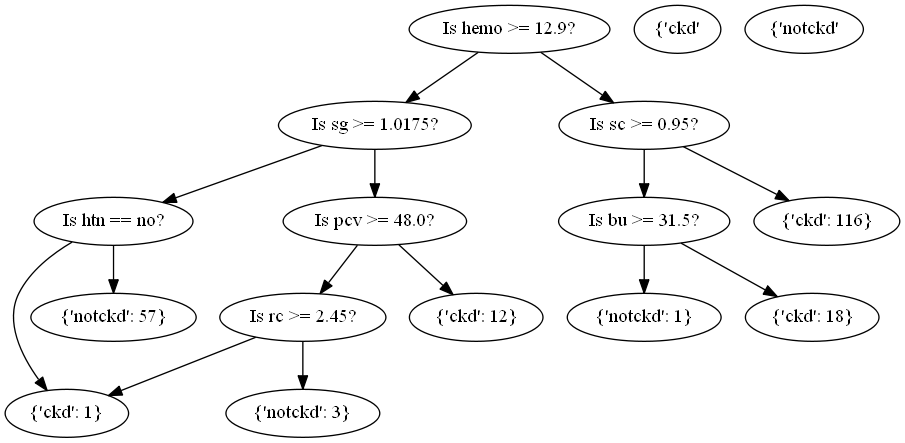 Is hemo >= 12.9?
{'ckd'
{'notckd'
Is sg >= 1.0175?
Is sc >= 0.95?
Is htn == no?
Is pcv >= 48.0?
Is bu >= 31.5?
{'ckd': 116}
{'notckd': 57}
Is rc >= 2.45?
{'ckd': 12}
{'notckd': 1}
{'ckd': 18}
{'ckd': 1}
{'notckd': 3}